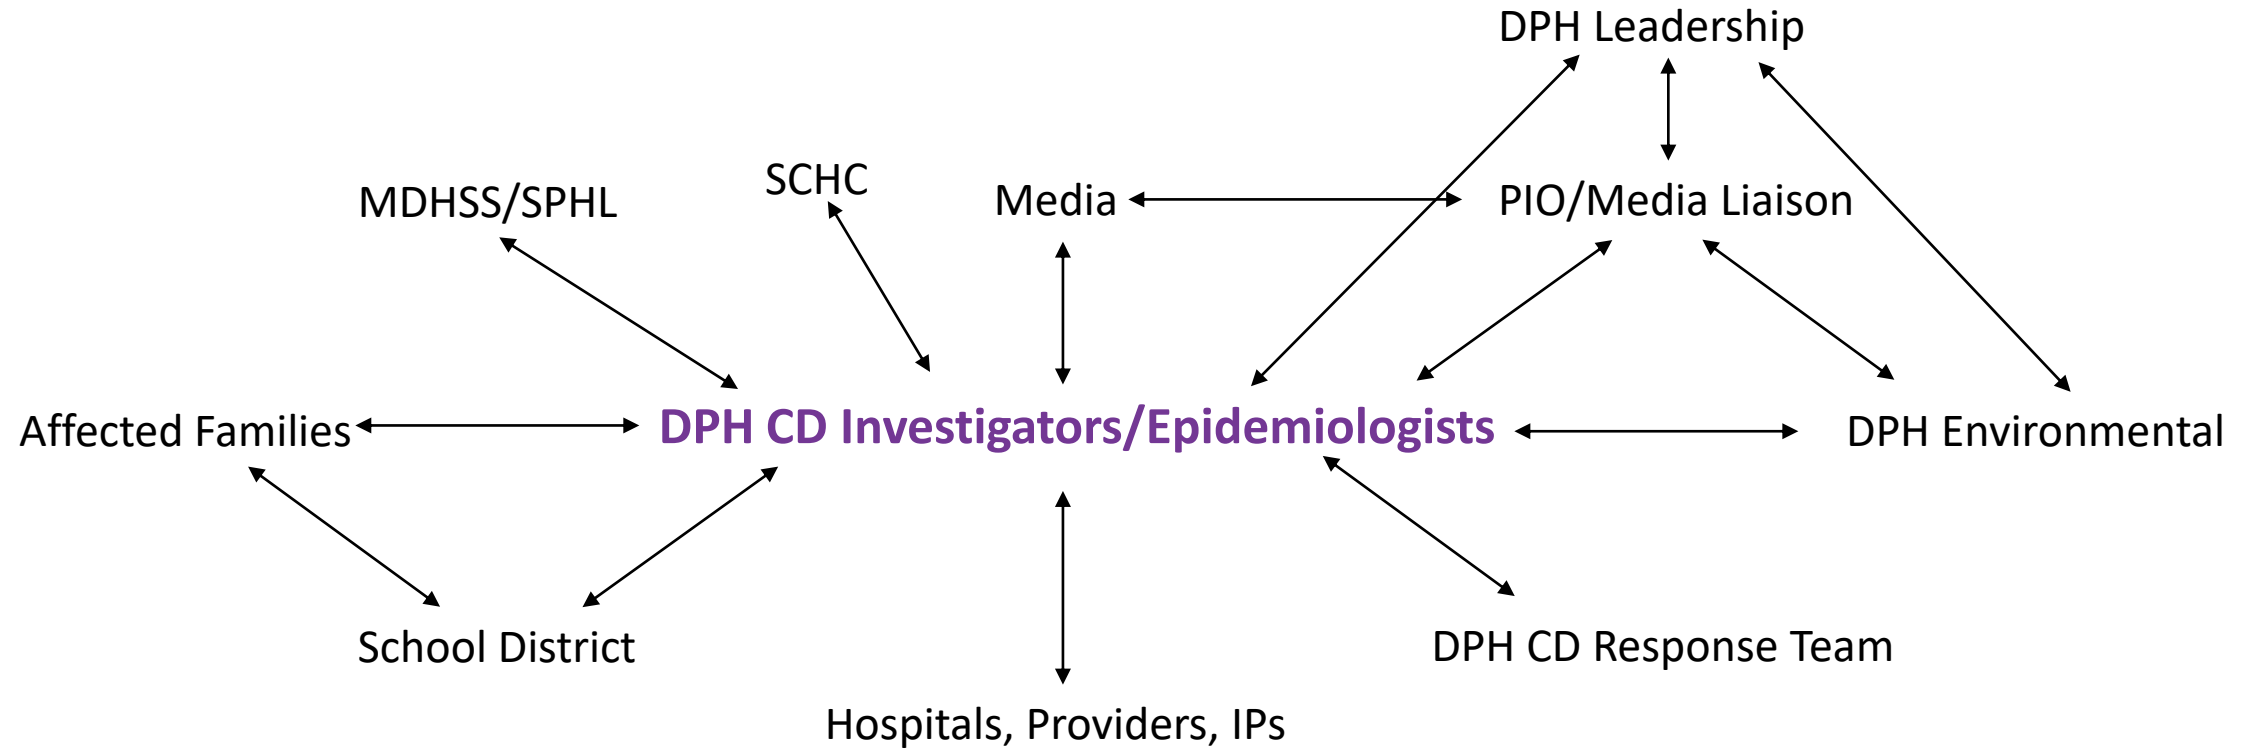 DPH Leadership
SCHC
MDHSS/SPHL
Media
PIO/Media Liaison
Affected Families
DPH CD Investigators/Epidemiologists
DPH Environmental
School District
DPH CD Response Team
Hospitals, Providers, IPs